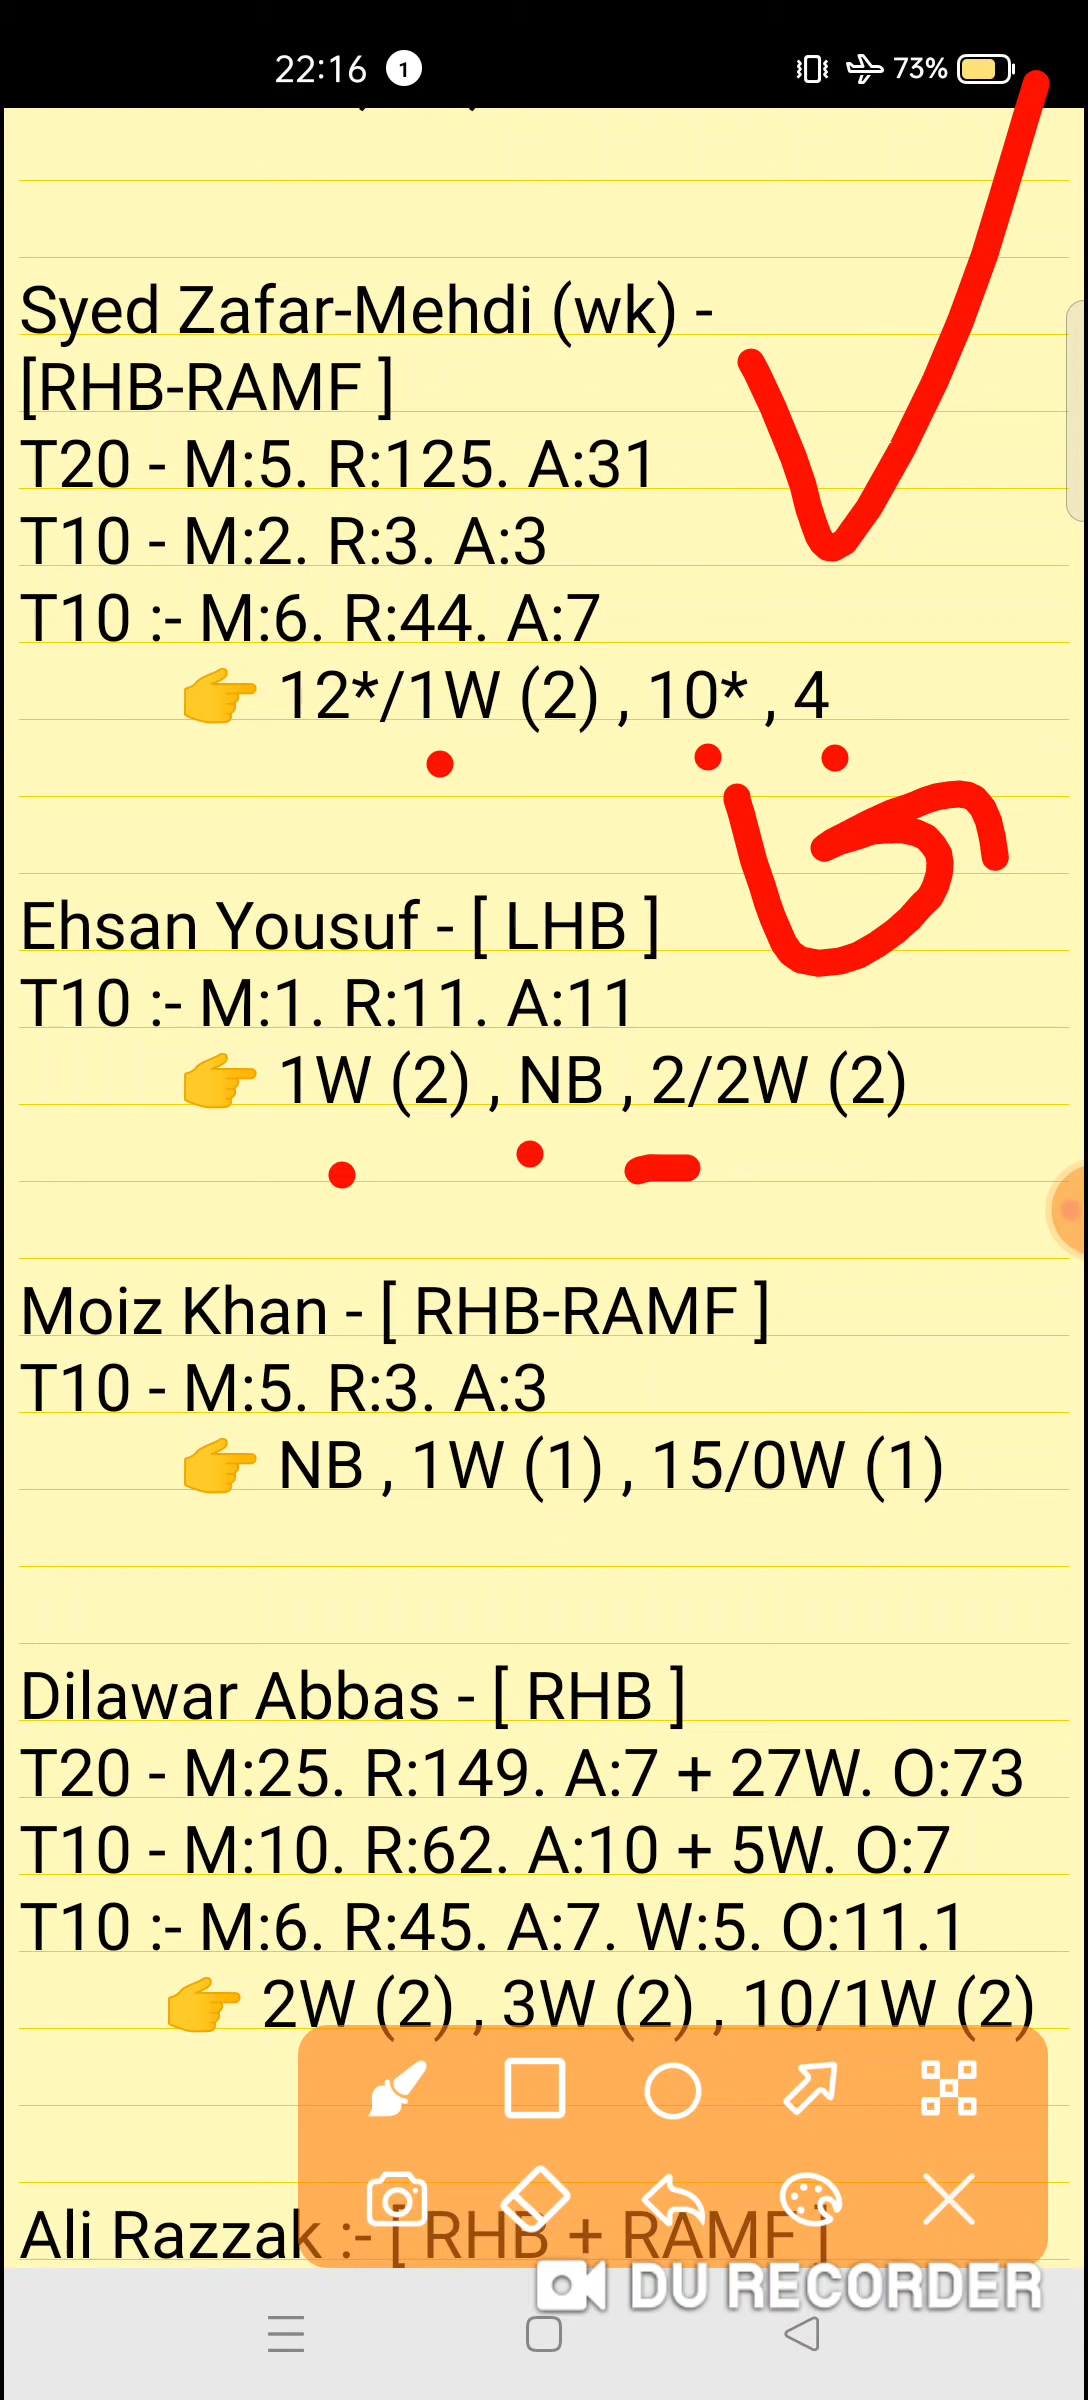 22:16 1 73%
Syed Zafar-Mehdi (wk) -
[RHB-RAMF ]
T20 - M:5. R:125. A:31
T10 - M:2. R:3. A:3
T10 :- M:6. R:44. A:7
👉 12*/1W (2) , 10* , 4
Ehsan Yousuf - [ LHB ]
T10 :- M:1. R:11. A:11
👉 1W (2) , NB , 2/2W (2)
Moiz Khan - [ RHB-RAMF ]
T10 - M:5. R:3. A:3
👉 NB , 1W (1) , 15/0W (1)
Dilawar Abbas - [ RHB ]
T20 - M:25. R:149. A:7 + 27W. O:73
T10 - M:10. R:62. A:10 + 5W. O:7
T10 :- M:6. R:45. A:7. W:5. O:11.1
👉 2W (2) , 3W (2) , 10/1W (2)
Ali Razzak :- [ RHB + RAMF ]
DU RECORDER